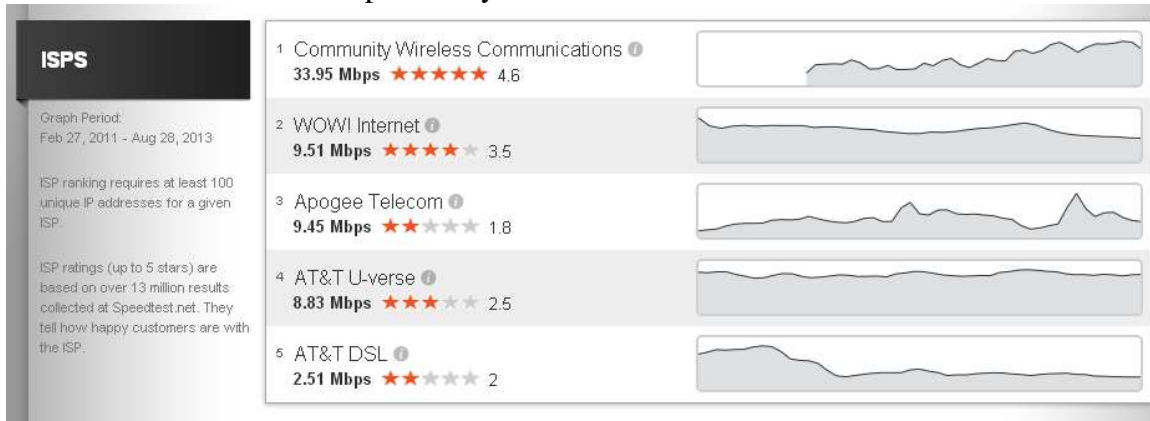 ISPS
Graph Period:
Feb 27, 2011 - Aug 28, 2013
ISP ranking requires at least 100
unique IP addresses for a given
ISP.
ISP ratings (up to 5 stars) are
based on over 13 million results
collected at Speedtest.net. They
tell how happy customers are with
the ISP.
1 Community Wireless Communications i
33.95 Mbps ★★★★★ 4.6
2 WOW! Internet i
9.51 Mbps ★★★★★ 3.5
3 Apogee Telecom i
9.45 Mbps ★★★★★ 1.8
4 AT&T U-verse i
8.83 Mbps ★★★★★ 2.5
5 AT&T DSL i
2.51 Mbps ★★★★★ 2